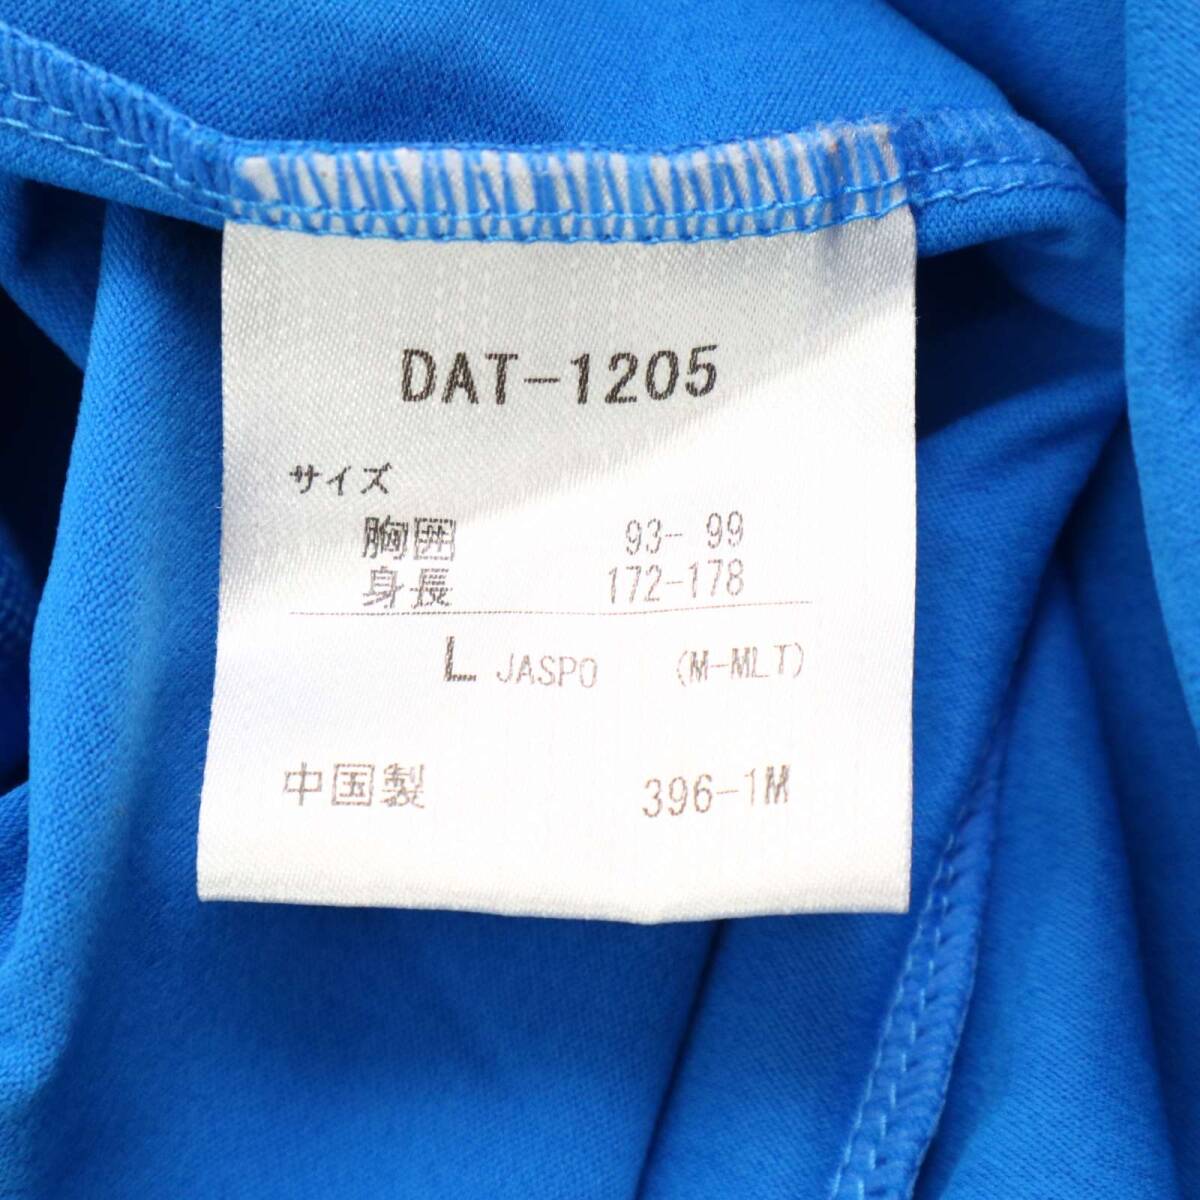 DAT-1205
サイズ
胸囲 93- 99
身長 172-178
L JASPO (M-MLT)
中国製 396-1M